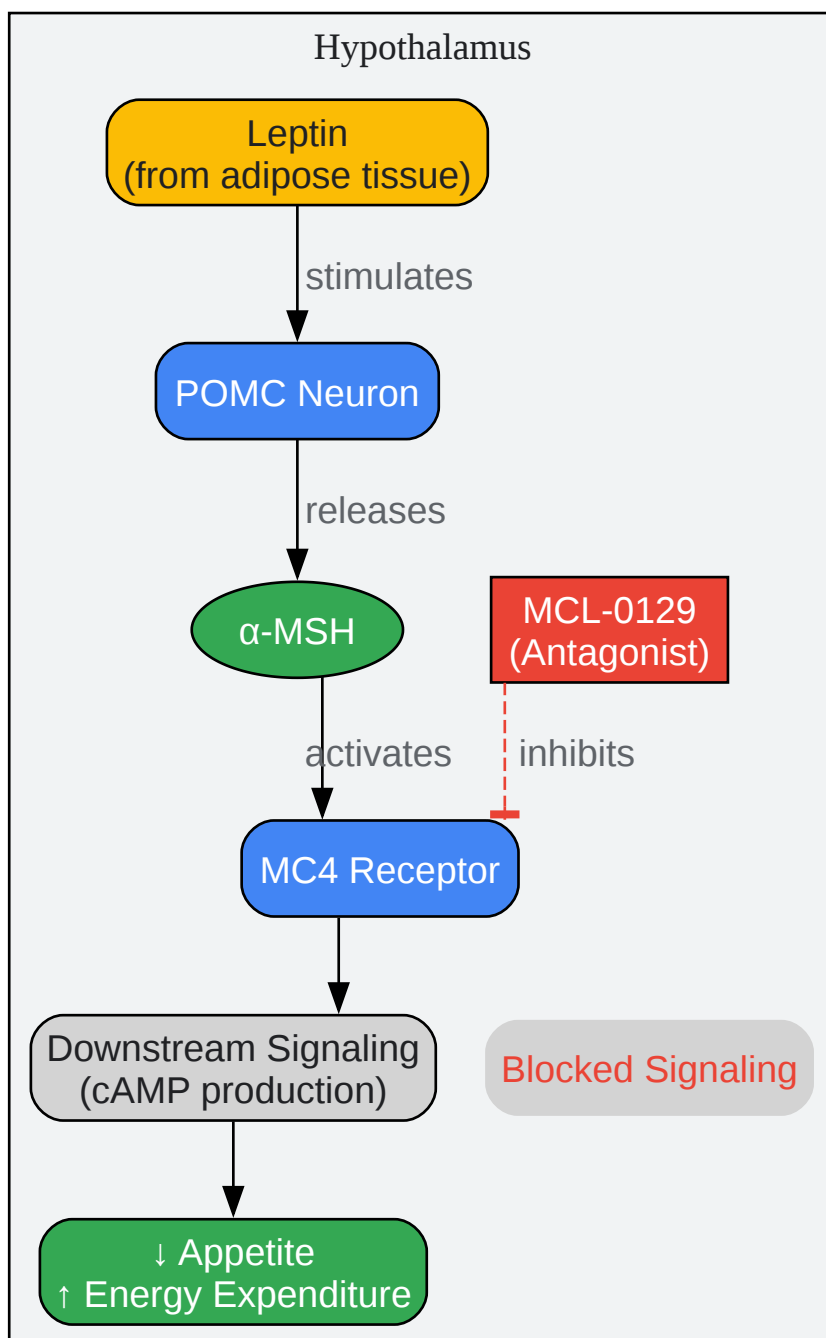 Hypothalamus
Leptin
(from adipose tissue)
stimulates
POMC Neuron
releases
α-MSH
MCL-0129
(Antagonist)
activates
inhibits
MC4 Receptor
Downstream Signaling
(cAMP production)
Blocked Signaling
↓ Appetite
↑ Energy Expenditure